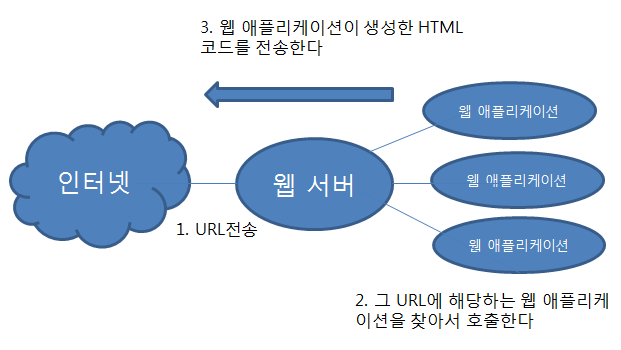 3. 웹 애플리케이션이 생성한 HTML
코드를 전송한다
웹 애플리케이션
인터넷
웹 서버
웹 애플리케이션
1. URL전송
웹 애플리케이션
2. 그 URL에 해당하는 웹 애플리케
이션을 찾아서 호출한다